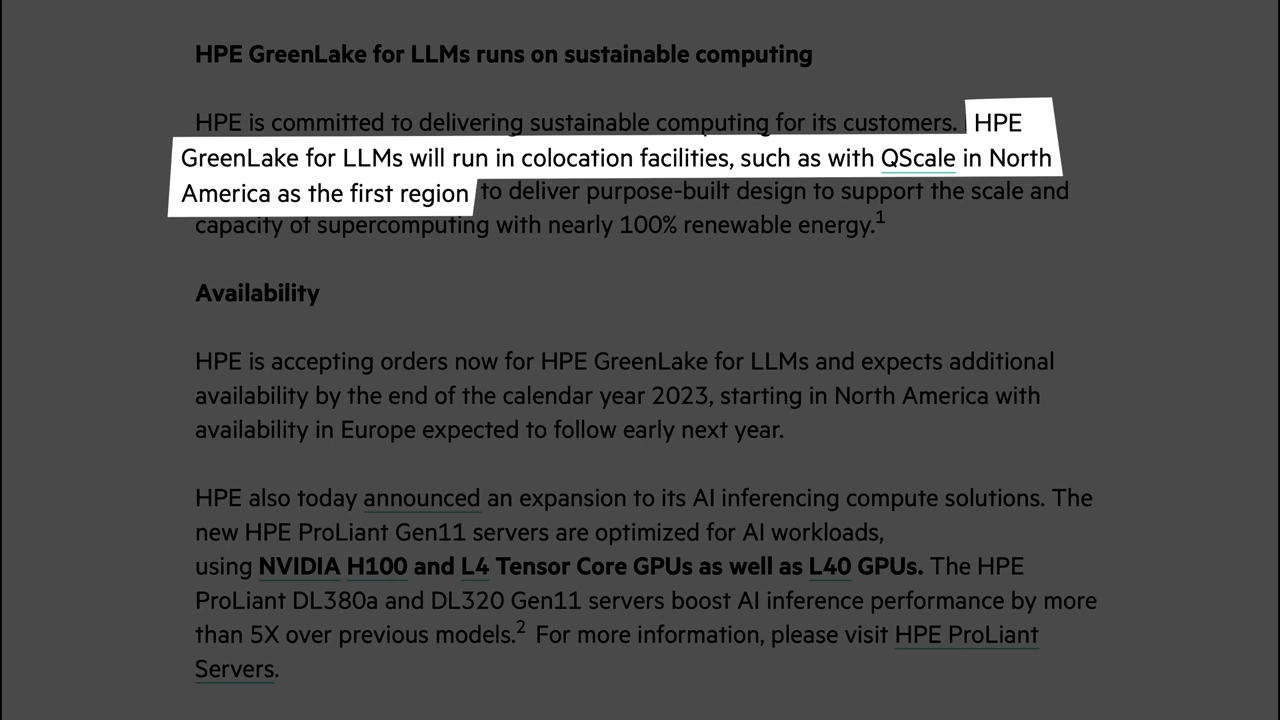 HPE GreenLake for LLMs runs on sustainable computing
HPE is committed to delivering sustainable computing for its customers. HPE
GreenLake for LLMs will run in colocation facilities, such as with QScale in North
America as the first region to deliver purpose-built design to support the scale and
capacity of supercomputing with nearly 100% renewable energy.1
Availability
HPE is accepting orders now for HPE GreenLake for LLMs and expects additional
availability by the end of the calendar year 2023, starting in North America with
availability in Europe expected to follow early next year.
HPE also today announced an expansion to its AI inferencing compute solutions. The
new HPE ProLiant Gen11 servers are optimized for AI workloads,
using NVIDIA H100 and L4 Tensor Core GPUs as well as L40 GPUs. The HPE
ProLiant DL380a and DL320 Gen11 servers boost AI inference performance by more
than 5X over previous models.2 For more information, please visit HPE ProLiant
Servers.